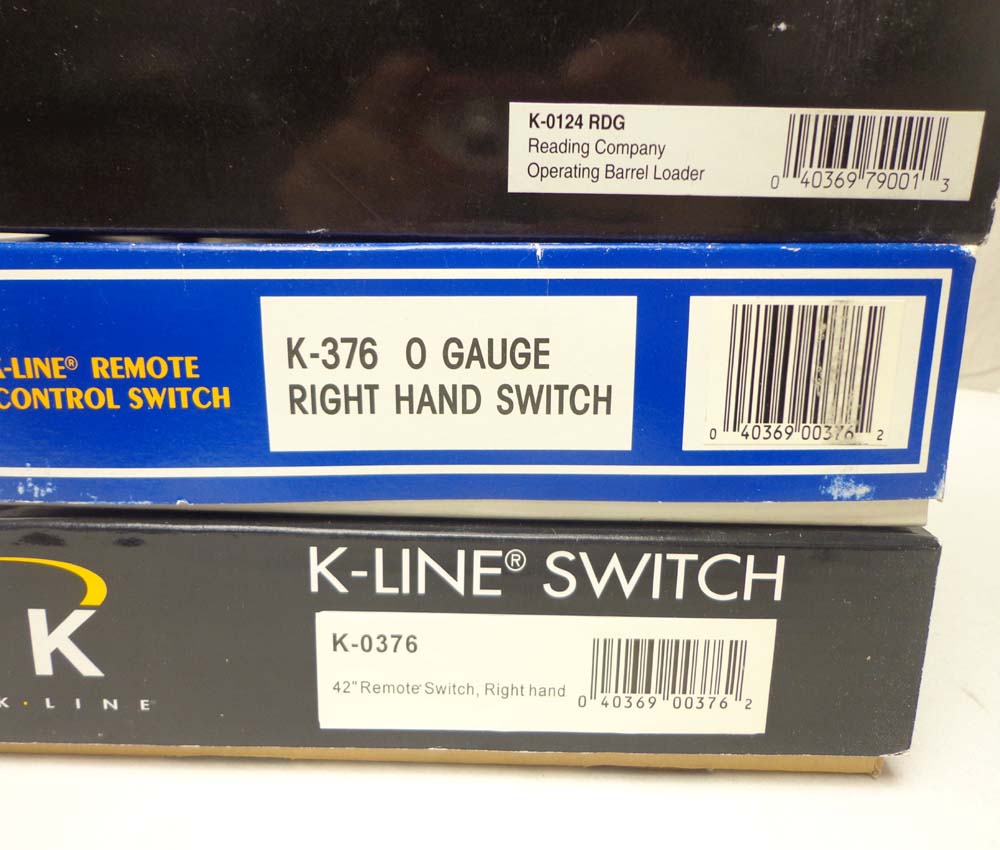 K-0124 RDG
Reading Company
Operating Barrel Loader
0 40369 79001 3
-LINE® REMOTE
CONTROL SWITCH
K-376 O GAUGE
RIGHT HAND SWITCH
0 40369 00376 2
K-LINE® SWITCH
K
K·LINE
K-0376
42" Remote Switch, Right hand
0 40369 00376 2